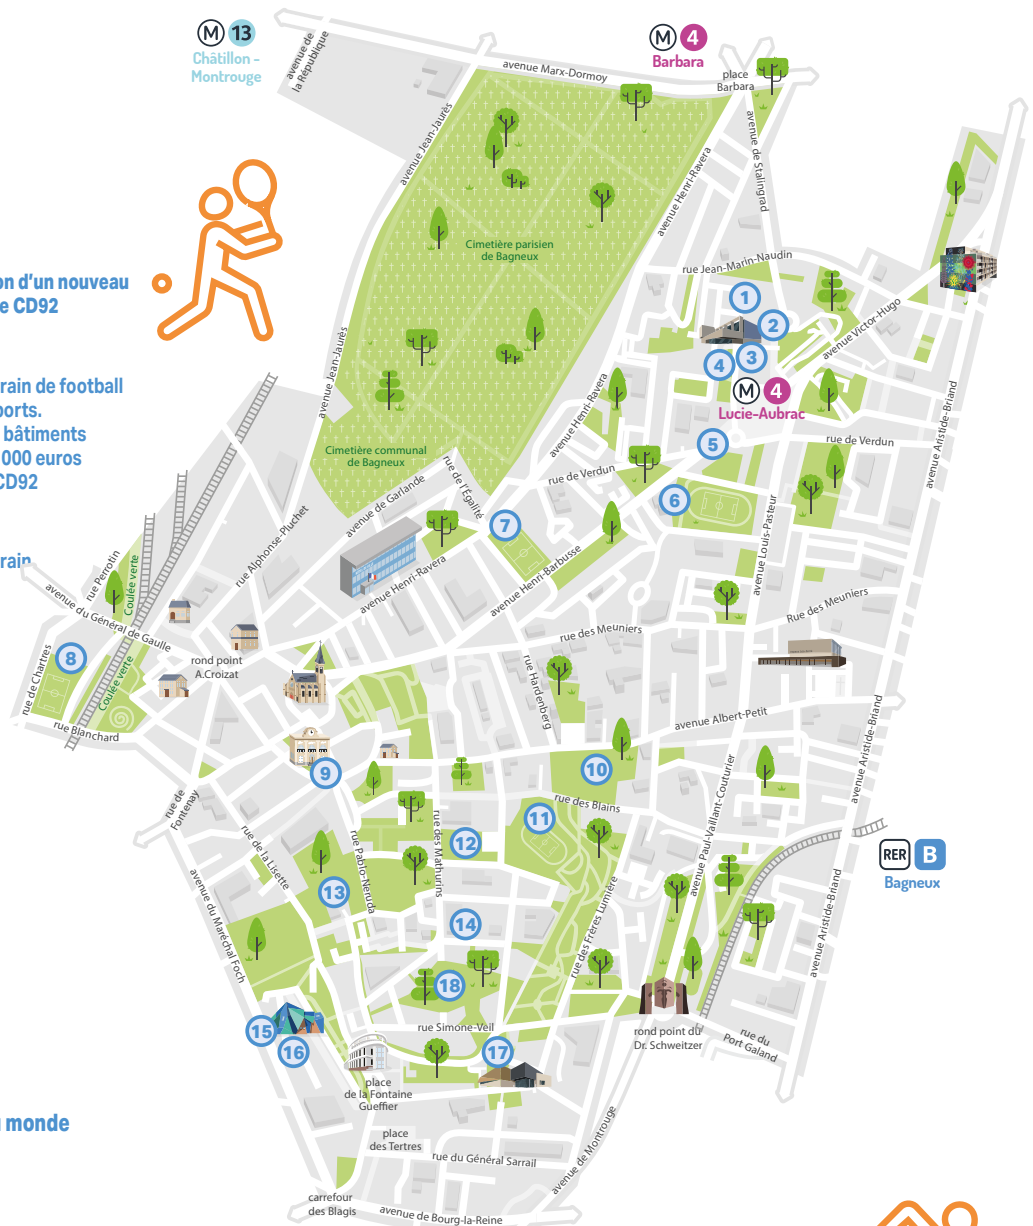 M 13
Châtillon -
Montrouge
avenue de
la République
M 4
Barbara
avenue Marx-Dormoy
place
Barbara
avenue Jean-Jaurès
avenue de Stalingrad
avenue Henri-Ravera
Cimetière parisien
de Bagneux
rue Jean-Marin-Naudin
on d'un nouveau
e CD92
1
2
avenue Victor-Hugo
3
4
rain de football
ports.
bâtiments
000 euros
CD92
avenue Jean-Jaurès
avenue Henri-Ravera
M 4
Lucie-Aubrac
avenue Aristide-Briand
5
rue de Verdun
Cimetière communal
de Bagneux
rue de Verdun
rue de l'Égalité
avenue de Garlande
6
7
avenue Louis-Pasteur
rue Alphonse-Pluchet
rain
rue Perrotin
Coulée verte
avenue Henri-Ravera
avenue Henri-Barbusse
avenue du Général de Gaulle
Rue des Meuniers
rue des Meuniers
8
rue de Chartres
Coulée verte
rond point
A.Croizat
rue Hardenberg
rue Blanchard
avenue Albert-Petit
avenue Aristide-Briand
9
10
avenue Paul-Vaillant-Couturier
rue de
Fontenay
rue des Blains
11
rue de la Lisette
rue Pablo-Neruda
rue des Mathurins
12
RER B
Bagneux
13
avenue du Maréchal Foch
14
rue des Frères Lumière
avenue Aristide-Briand
18
15
16
rue Simone-Veil
17
rond point du
Dr. Schweitzer
rue du
Port Galand
place
de la Fontaine
Gueffier
u monde
place
des Tertres
rue du Général Sarrail
avenue de Montrouge
carrefour
des Blagis
avenue de Bourg-la-Reine